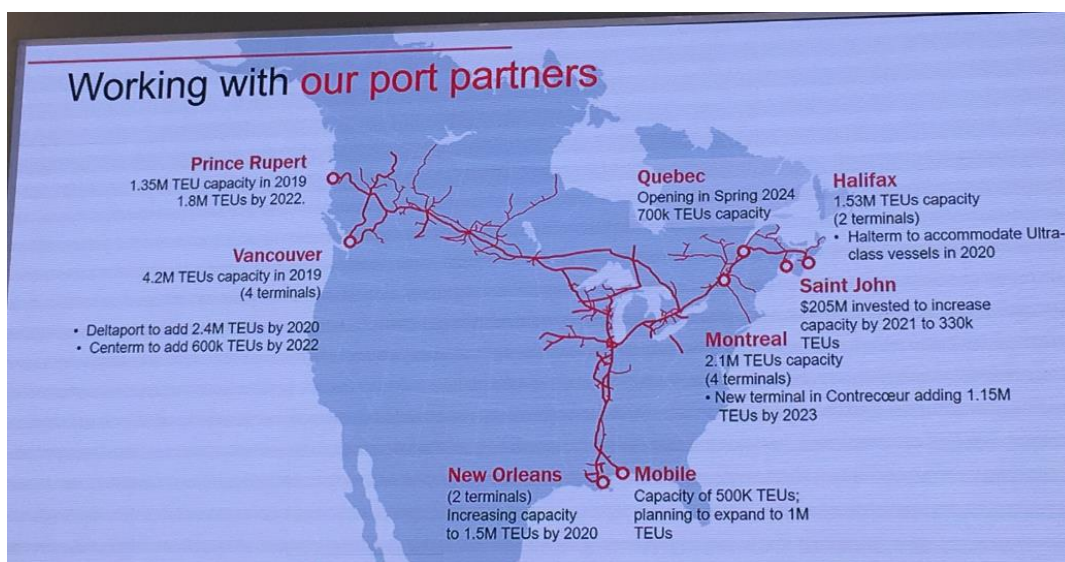 Working with our port partners
Prince Rupert
1.35M TEU capacity in 2019
1.8M TEUs by 2022.
Vancouver
4.2M TEUs capacity in 2019
(4 terminals)
• Deltaport to add 2.4M TEUs by 2020
• Centerm to add 600k TEUs by 2022
Quebec
Opening in Spring 2024
700k TEUs capacity
Halifax
1.53M TEUs capacity
(2 terminals)
• Halterm to accommodate Ultra-
class vessels in 2020
Saint John
$205M invested to increase
capacity by 2021 to 330k
TEUs
Montreal
2.1M TEUs capacity
(4 terminals)
• New terminal in Contrecœur adding 1.15M
TEUs by 2023
New Orleans
(2 terminals)
Increasing capacity
to 1.5M TEUs by 2020
Mobile
Capacity of 500K TEUs;
planning to expand to 1M
TEUs